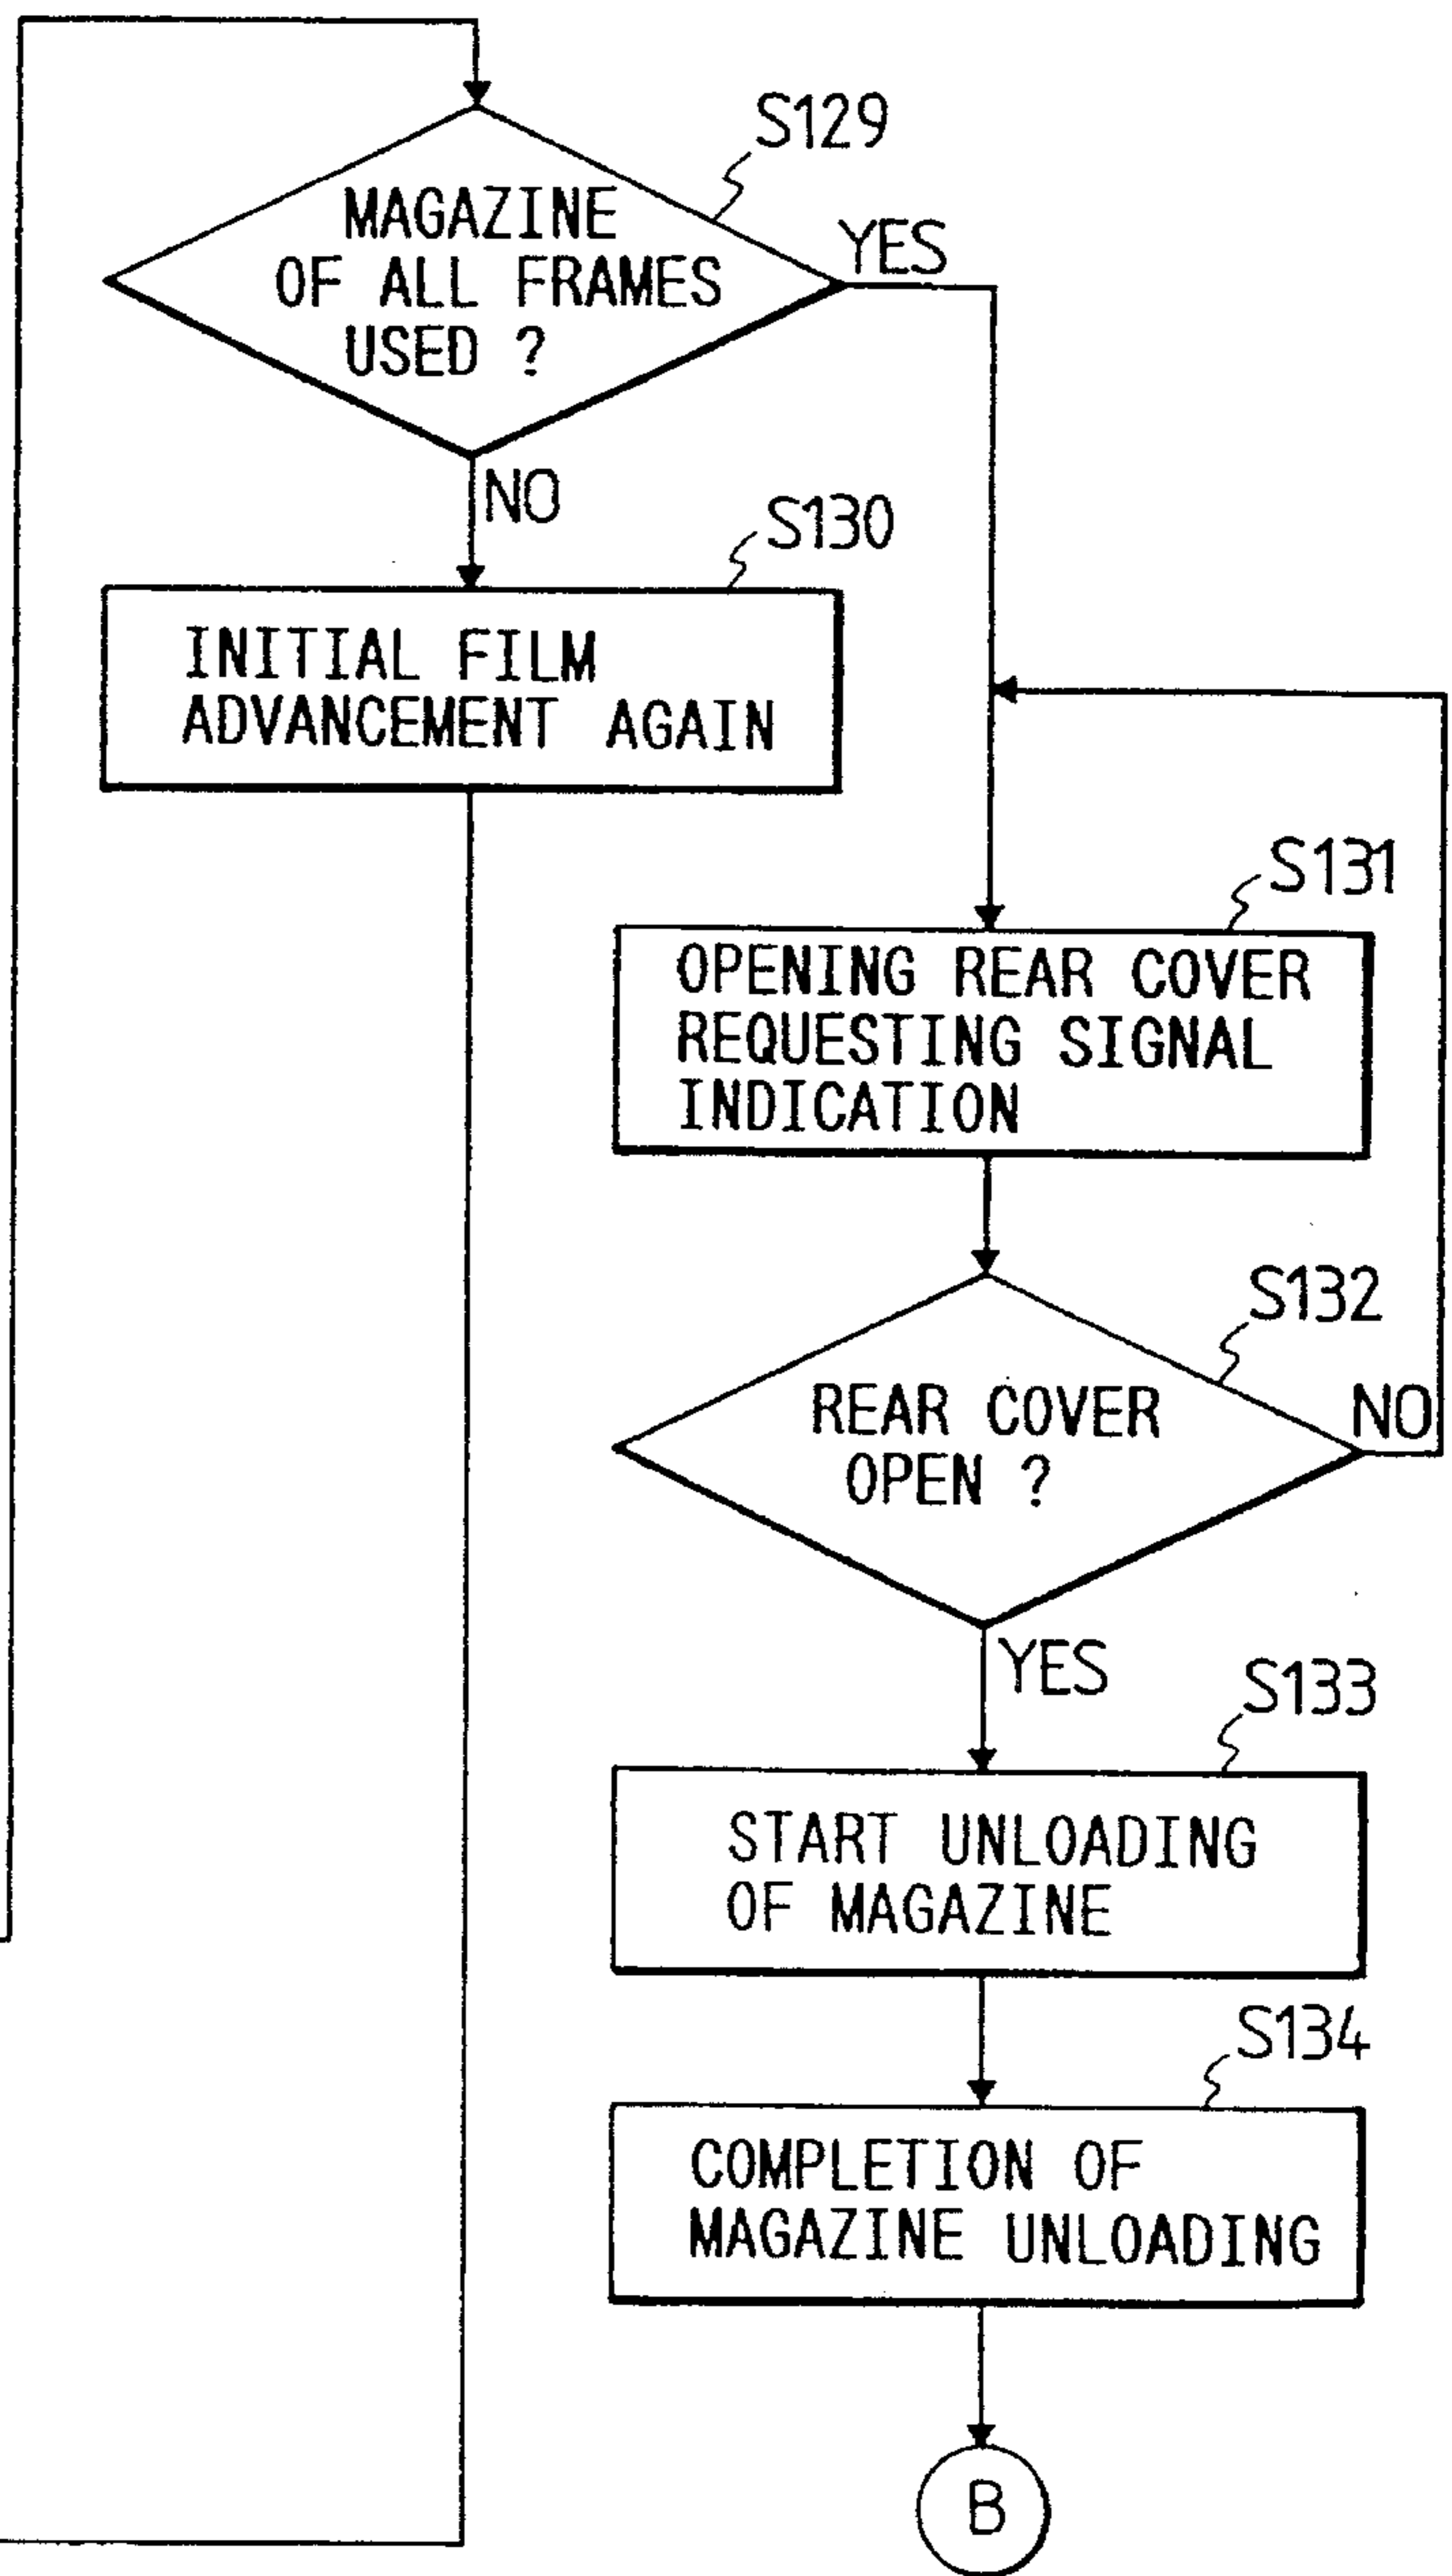 S129
MAGAZINE
OF ALL FRAMES
USED ?
YES
NO
S130
INITIAL FILM
ADVANCEMENT AGAIN
S131
OPENING REAR COVER
REQUESTING SIGNAL
INDICATION
S132
REAR COVER
OPEN ?
NO
YES
S133
START UNLOADING
OF MAGAZINE
S134
COMPLETION OF
MAGAZINE UNLOADING
B